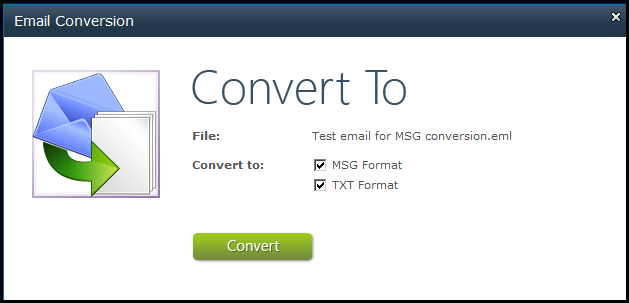 Email Conversion
Convert To
File: Test email for MSG conversion.eml
Convert to: MSG Format
TXT Format
Convert